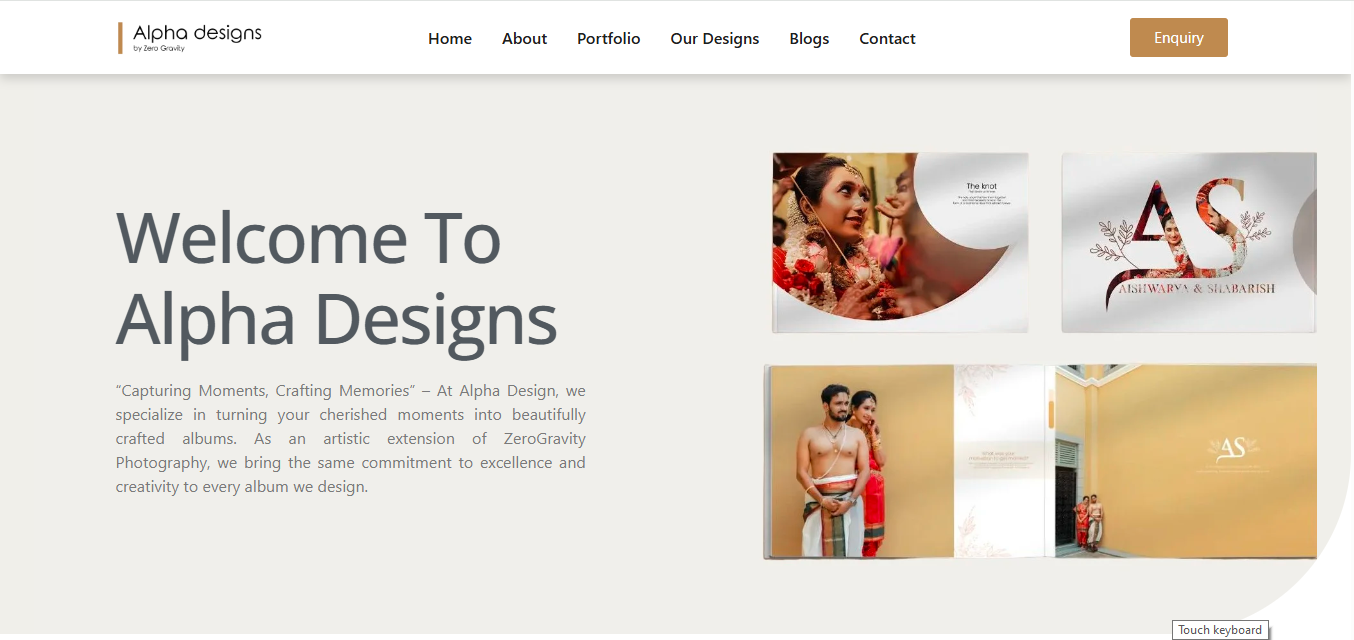 Alpha designs
by Zero Gravity
Home About Portfolio Our Designs Blogs Contact
Enquiry
Welcome To
Alpha Designs
“Capturing Moments, Crafting Memories” – At Alpha Design, we
specialize in turning your cherished moments into beautifully
crafted albums. As an artistic extension of ZeroGravity
Photography, we bring the same commitment to excellence and
creativity to every album we design.
The knot
AS
AISHWARYA & SHABARISH
AS
Touch keyboard